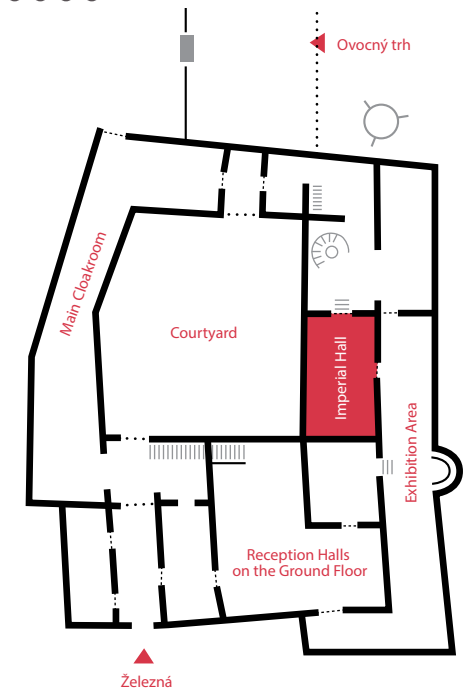 Ovocný trh
Main Cloakroom
Courtyard
Imperial Hall
Exhibition Area
Reception Halls
on the Ground Floor
Železná